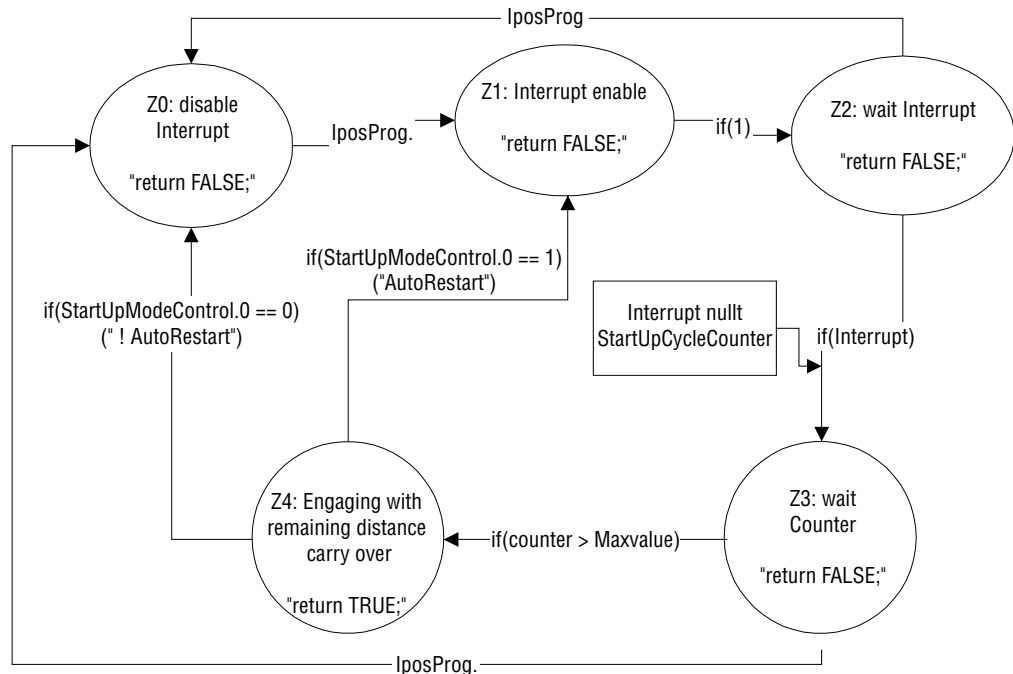 IposProg
Z0: disable
Interrupt
"return FALSE;"
IposProg.
Z1: Interrupt enable
"return FALSE;"
if(1)
Z2: wait Interrupt
"return FALSE;"
if(StartUpModeControl.0 == 1)
("AutoRestart")
if(StartUpModeControl.0 == 0)
(" ! AutoRestart")
Interrupt nullt
StartUpCycleCounter
if(Interrupt)
Z4: Engaging with
remaining distance
carry over
"return TRUE;"
if(counter > Maxvalue)
Z3: wait
Counter
"return FALSE;"
IposProg.